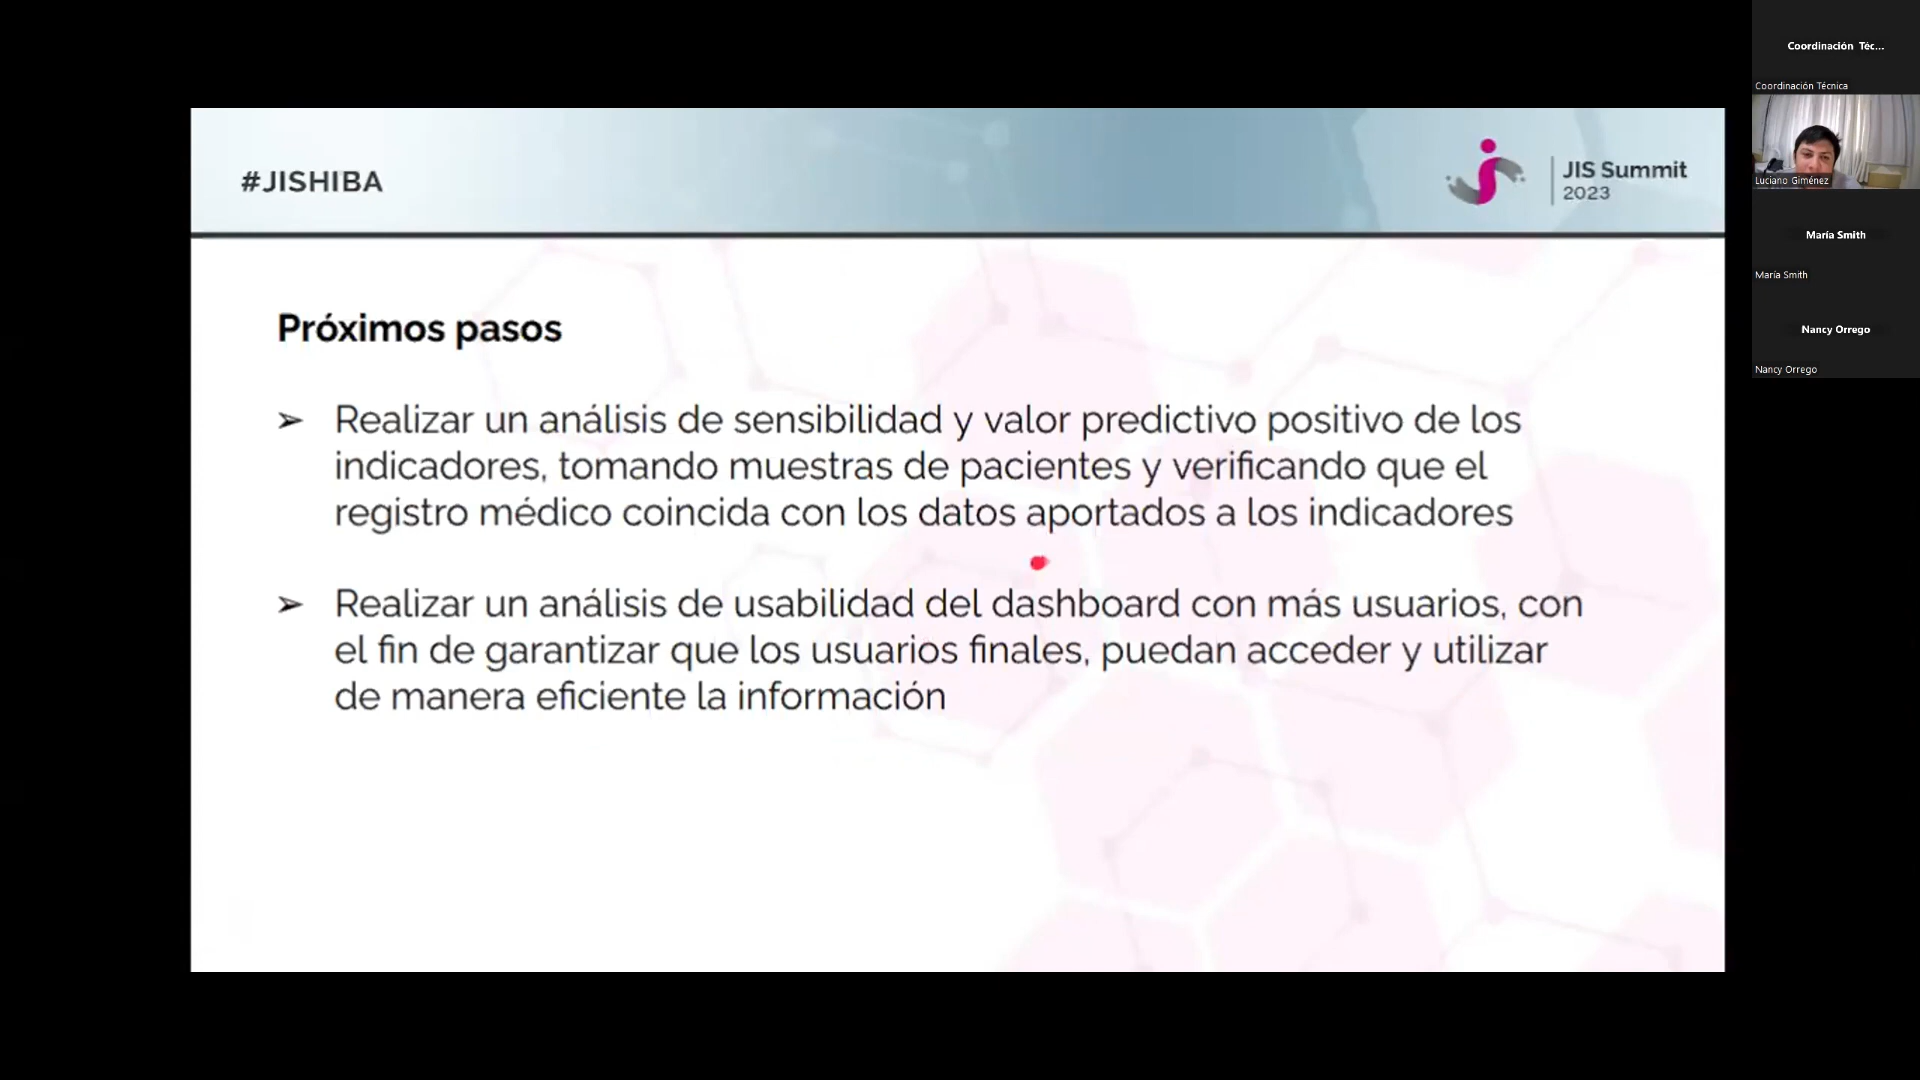 #JISHIBA
JIS Summit
2023
Próximos pasos
➢ Realizar un análisis de sensibilidad y valor predictivo positivo de los
indicadores, tomando muestras de pacientes y verificando que el
registro médico coincida con los datos aportados a los indicadores
➢ Realizar un análisis de usabilidad del dashboard con más usuarios, con
el fin de garantizar que los usuarios finales, puedan acceder y utilizar
de manera eficiente la información
Coordinación Téc...
Coordinación Técnica
Luciano Giménez
María Smith
María Smith
Nancy Orrego
Nancy Orrego